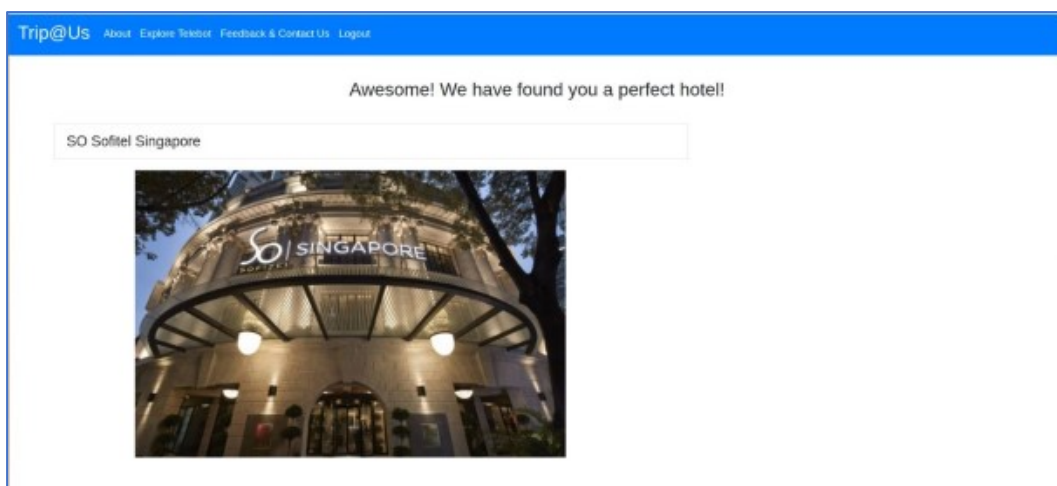 Trip@Us About Explore Telebot Feedback & Contact Us Logout
Awesome! We have found you a perfect hotel!
SO Sofitel Singapore
So SINGAPORE
SOFITEL